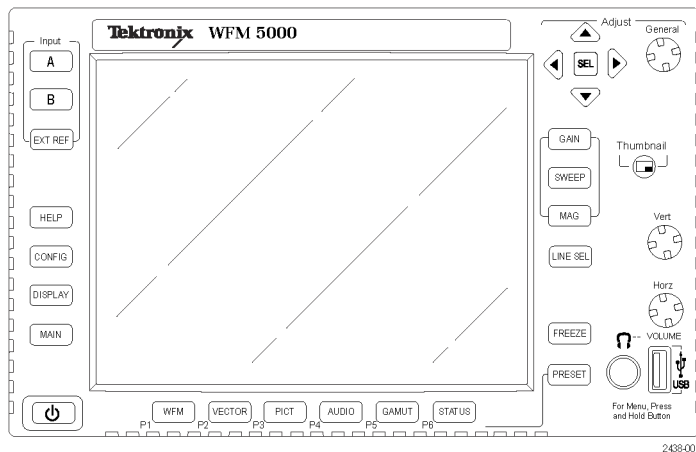 Input
A
B
EXT REF
HELP
CONFIG
DISPLAY
MAIN
Tektronix WFM 5000
Adjust
General
SEL
GAIN
SWEEP
MAG
LINE SEL
FREEZE
PRESET
Thumbnail
Vert
Horz
VOLUME
USB
For Menu, Press
and Hold Button
WFM VECTOR PICT AUDIO GAMUT STATUS
P1 P2 P3 P4 P5 P6
2438-00